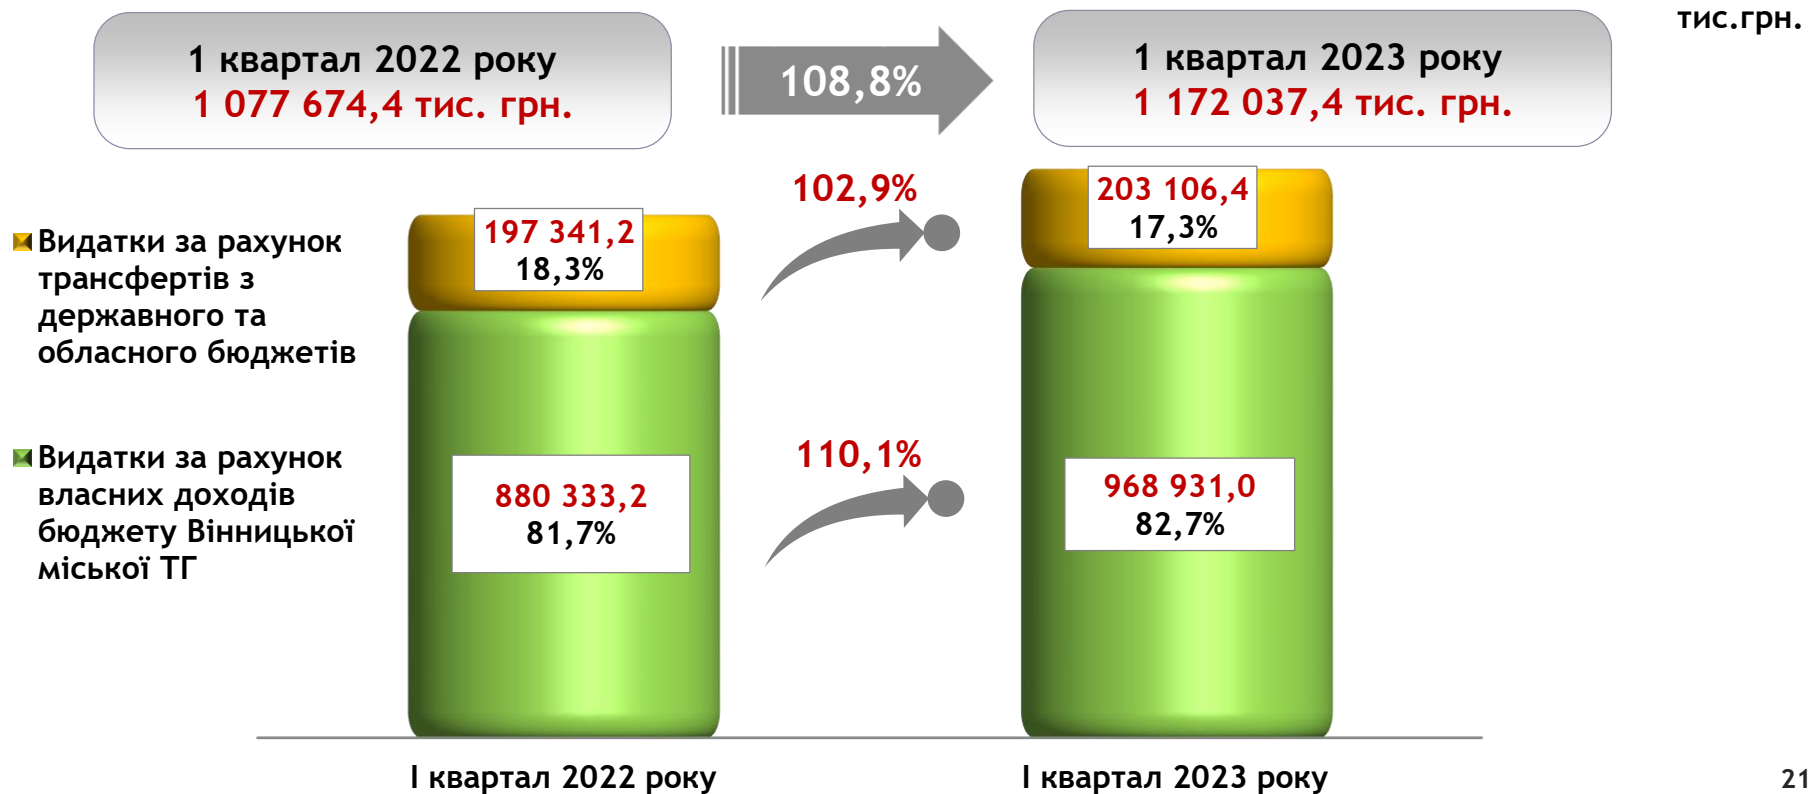 тис.грн.
1 квартал 2022 року
1 077 674,4 тис. грн.
108,8%
1 квартал 2023 року
1 172 037,4 тис. грн.
Видатки за рахунок
трансфертів з
державного та
обласного бюджетів
197 341,2
18,3%
102,9%
203 106,4
17,3%
Видатки за рахунок
власних доходів
бюджету Вінницької
міської ТГ
880 333,2
81,7%
110,1%
968 931,0
82,7%
І квартал 2022 року
І квартал 2023 року
21